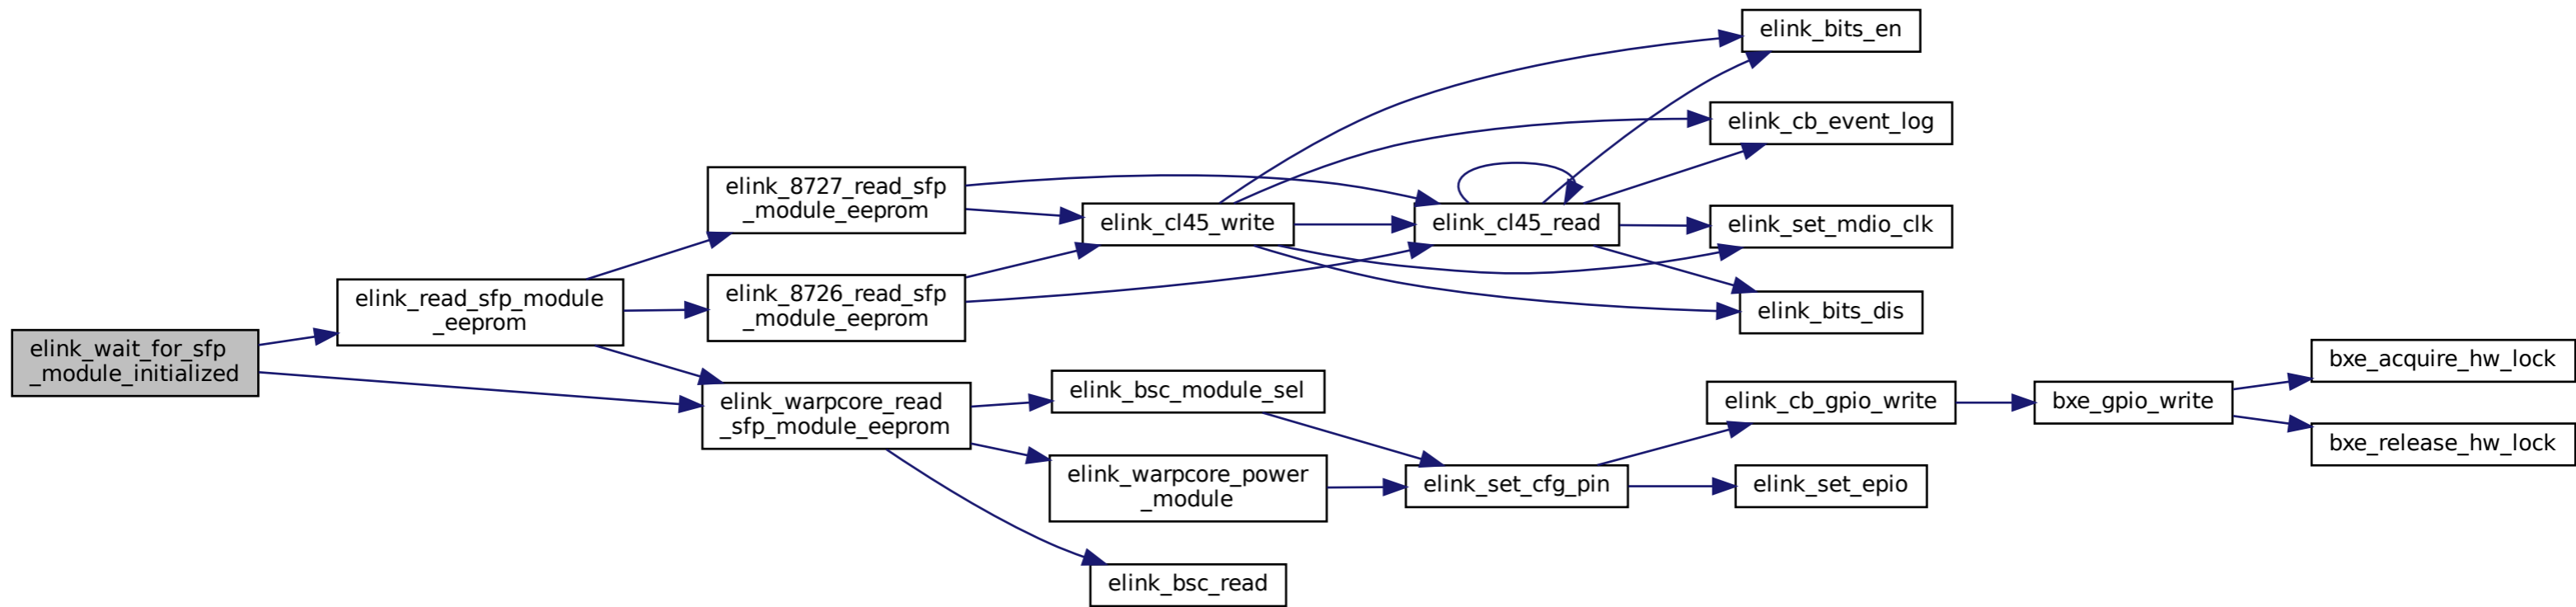 elink_wait_for_sfp
_module_initialized
elink_read_sfp_module
_eeprom
elink_8727_read_sfp
_module_eeprom
elink_8726_read_sfp
_module_eeprom
elink_warpcore_read
_sfp_module_eeprom
elink_cl45_write
elink_bsc_module_sel
elink_warpcore_power
_module
elink_bsc_read
elink_cl45_read
elink_set_cfg_pin
elink_bits_en
elink_cb_event_log
elink_set_mdio_clk
elink_bits_dis
elink_cb_gpio_write
elink_set_epio
bxe_gpio_write
bxe_acquire_hw_lock
bxe_release_hw_lock